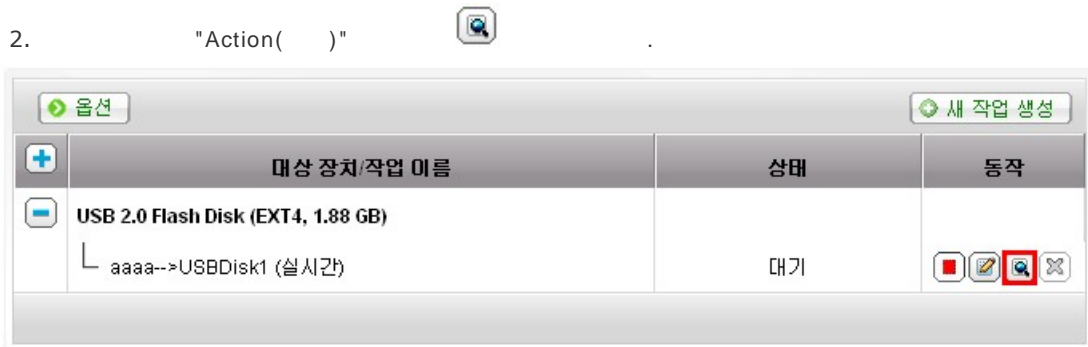 2. "Action( )" .
옵션 새 작업 생성
대상 장치/작업 이름 상태 동작
USB 2.0 Flash Disk (EXT4, 1.88 GB)
aaaa-->USBDisk1 (실시간) 대기